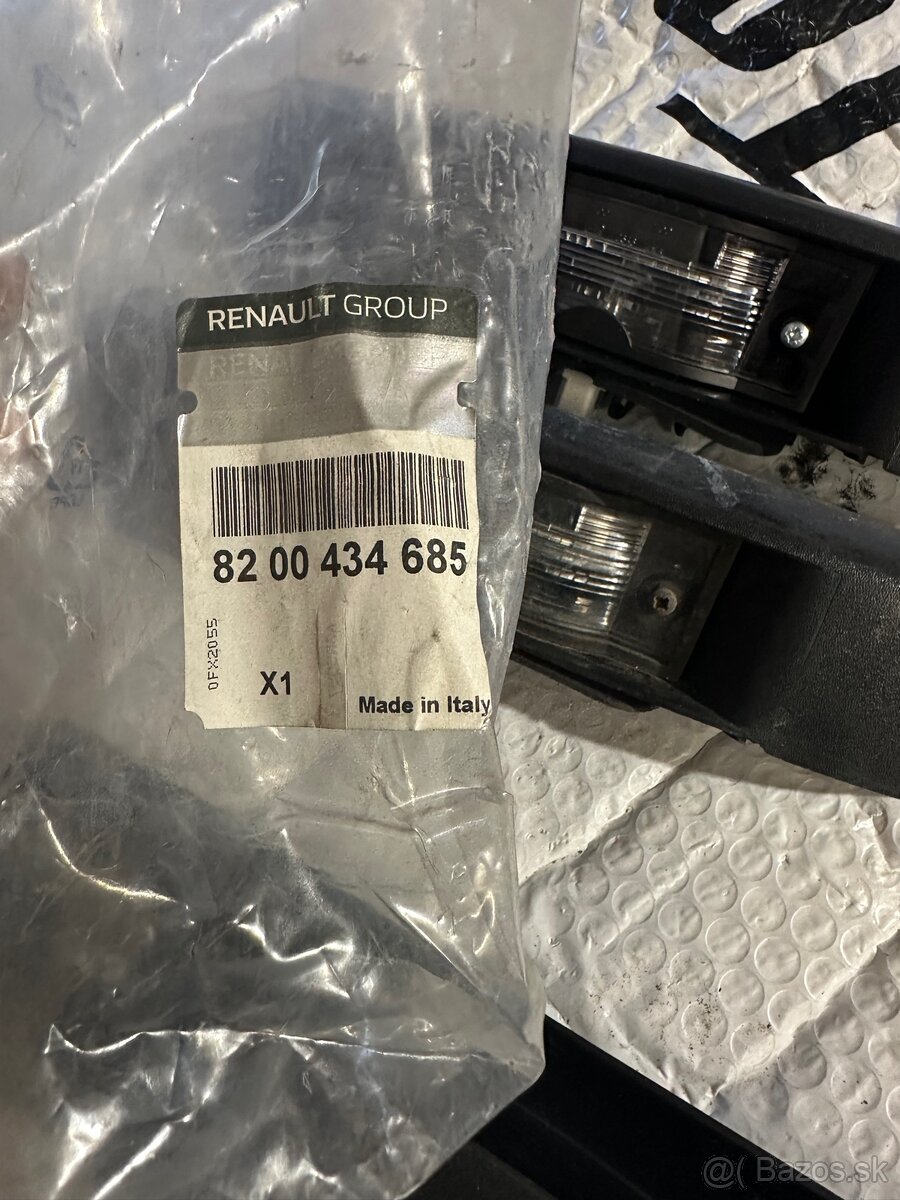 RENAULT GROUP
82 00 434 685
0FX2055
X1
Made in Italy
@( Bazos.sk